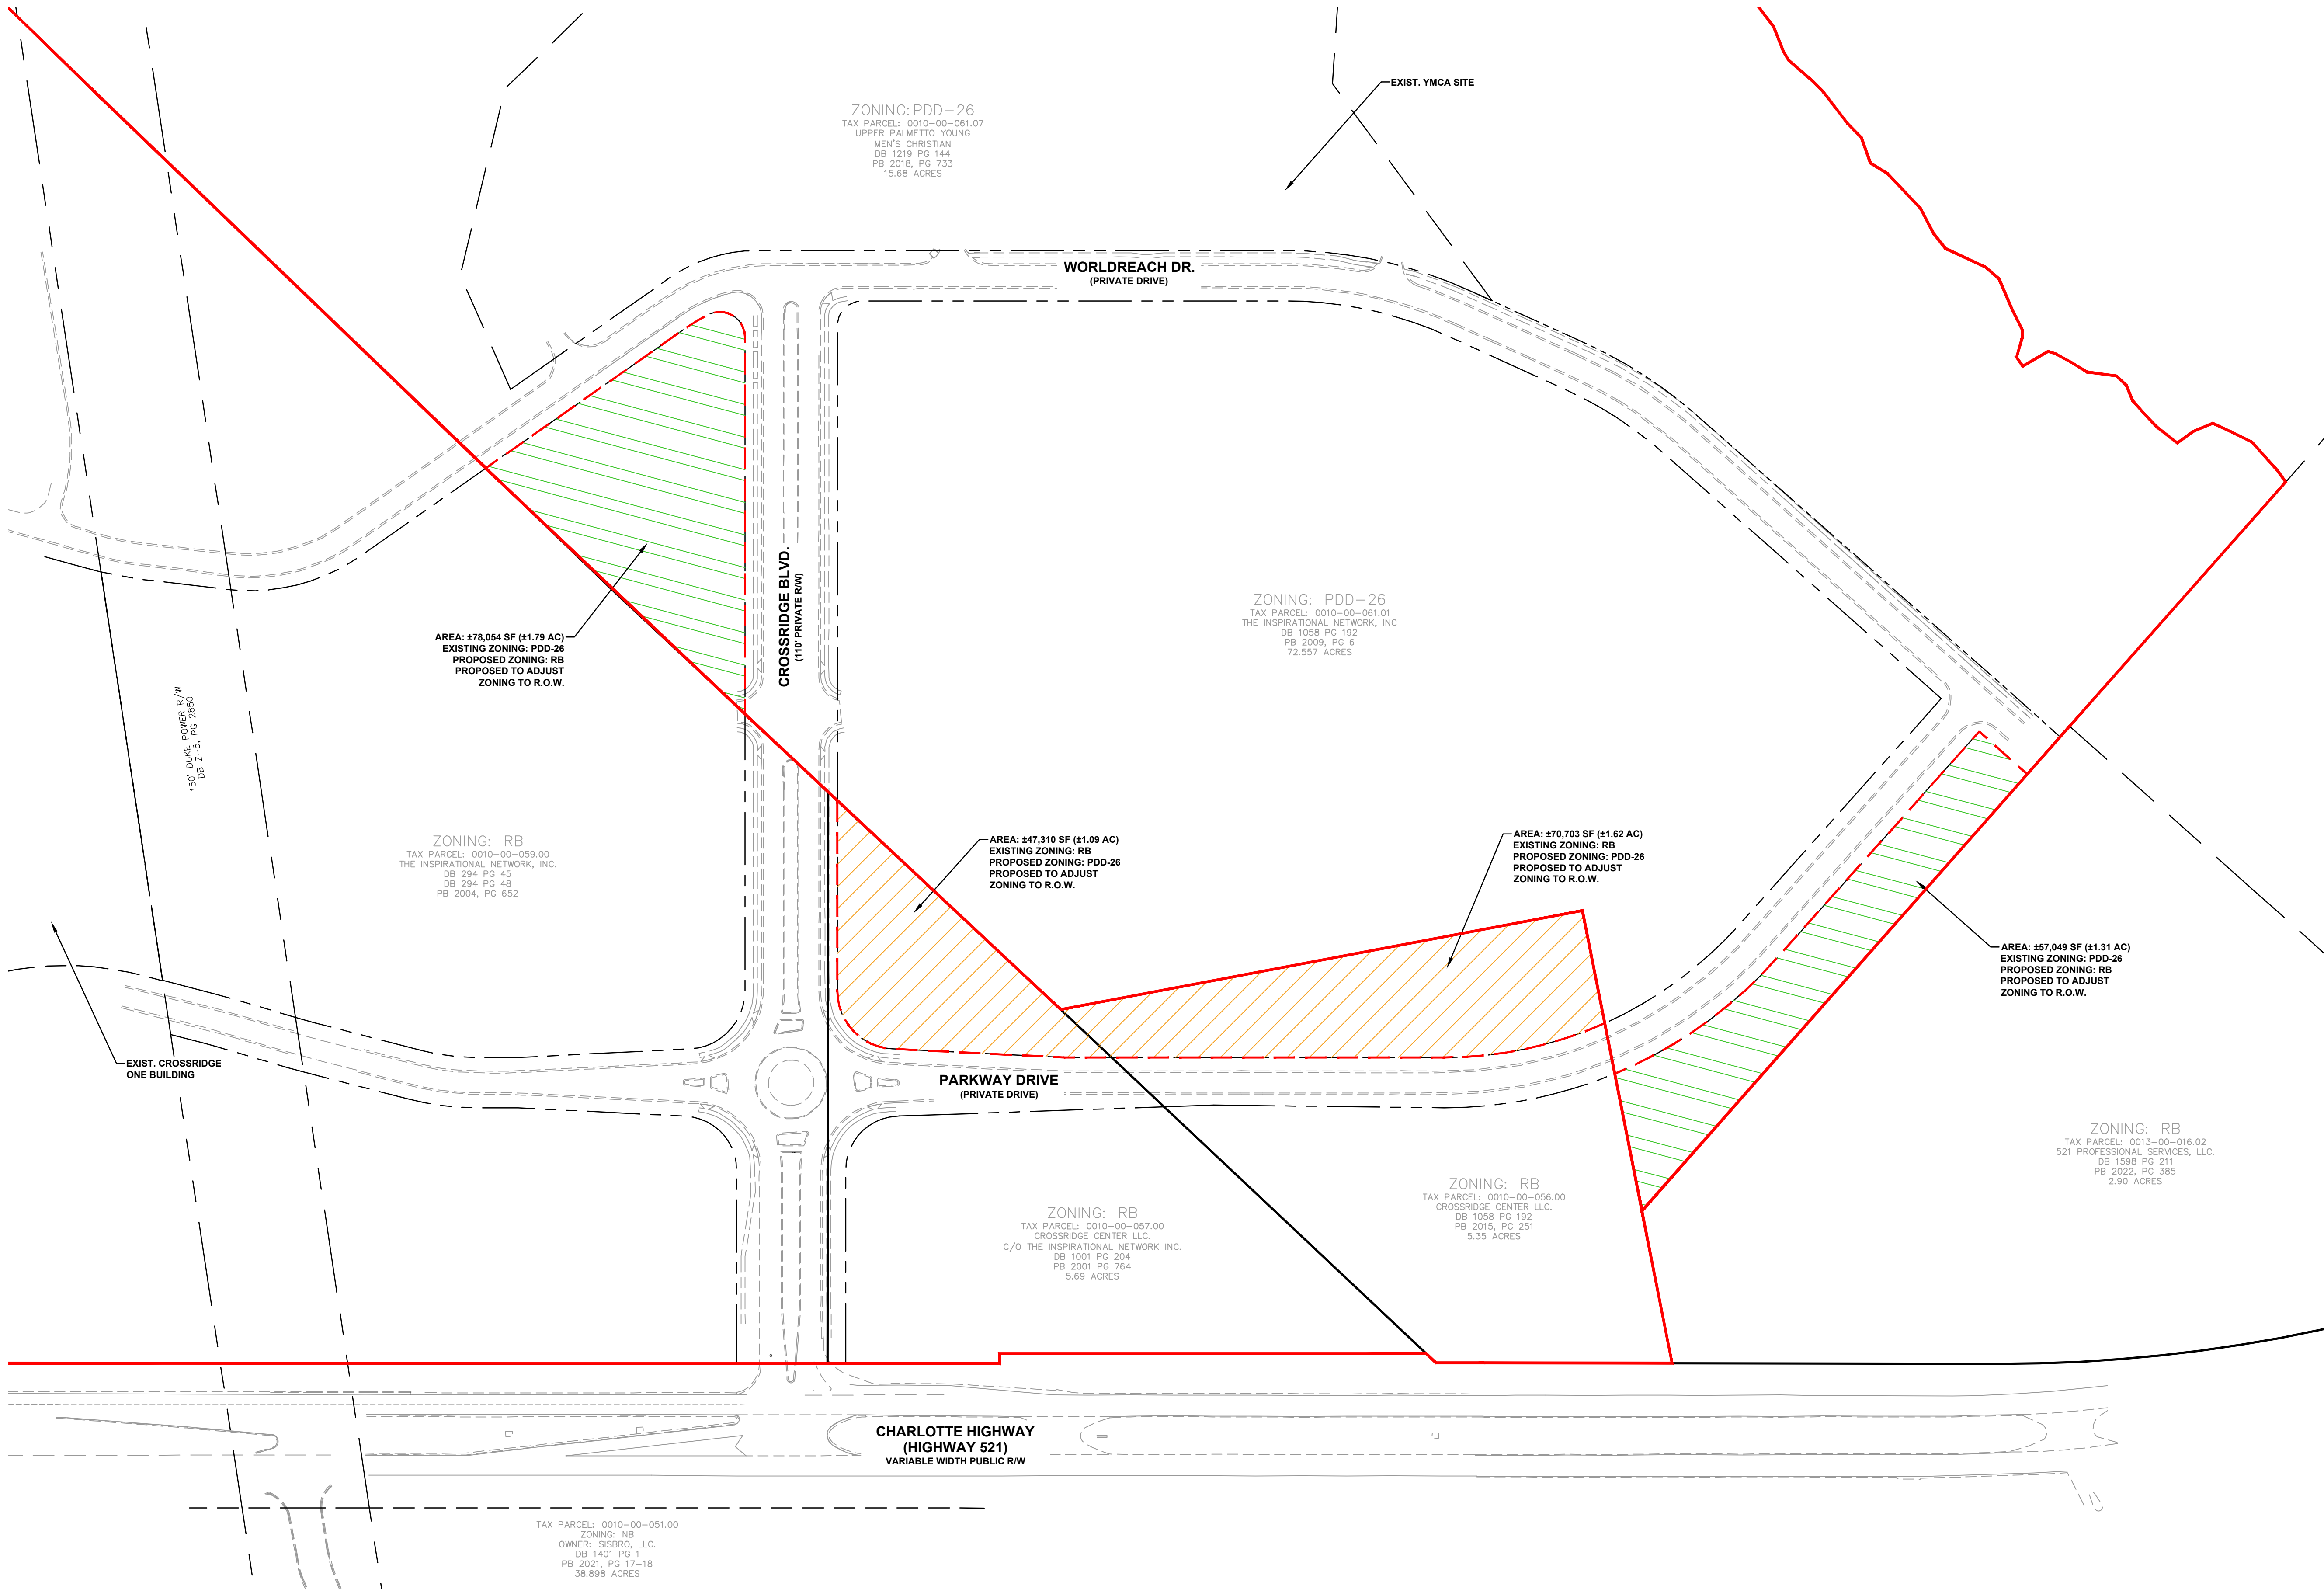 EXIST. YMCA SITE
ZONING: PDD-26
TAX PARCEL: 0010-00-061.07
UPPER PALMETTO YOUNG
MEN'S CHRISTIAN
DB 1219 PG 144
PB 2018, PG 733
15.68 ACRES
WORLDREACH DR.
(PRIVATE DRIVE)
CROSSRIDGE BLVD.
(110' PRIVATE R/W)
ZONING: PDD-26
TAX PARCEL: 0010-00-061.01
THE INSPIRATIONAL NETWORK, INC
DB 1058 PG 192
PB 2009, PG 6
72.557 ACRES
AREA: ±78,054 SF (±1.79 AC)
EXISTING ZONING: PDD-26
PROPOSED ZONING: RB
PROPOSED TO ADJUST
ZONING TO R.O.W.
150' DUKE POWER R/W
DB Z-5, PG 2850
ZONING: RB
TAX PARCEL: 0010-00-059.00
THE INSPIRATIONAL NETWORK, INC.
DB 294 PG 45
DB 294 PG 48
PB 2004, PG 652
AREA: ±47,310 SF (±1.09 AC)
EXISTING ZONING: RB
PROPOSED ZONING: PDD-26
PROPOSED TO ADJUST
ZONING TO R.O.W.
AREA: ±70,703 SF (±1.62 AC)
EXISTING ZONING: RB
PROPOSED ZONING: PDD-26
PROPOSED TO ADJUST
ZONING TO R.O.W.
AREA: ±57,049 SF (±1.31 AC)
EXISTING ZONING: PDD-26
PROPOSED ZONING: RB
PROPOSED TO ADJUST
ZONING TO R.O.W.
EXIST. CROSSRIDGE
ONE BUILDING
PARKWAY DRIVE
(PRIVATE DRIVE)
ZONING: RB
TAX PARCEL: 0013-00-016.02
521 PROFESSIONAL SERVICES, LLC.
DB 1598 PG 211
PB 2022, PG 385
2.90 ACRES
ZONING: RB
TAX PARCEL: 0010-00-056.00
CROSSRIDGE CENTER LLC.
DB 1058 PG 192
PB 2015, PG 251
5.35 ACRES
ZONING: RB
TAX PARCEL: 0010-00-057.00
CROSSRIDGE CENTER LLC.
C/O THE INSPIRATIONAL NETWORK INC.
DB 1001 PG 204
PB 2001 PG 764
5.69 ACRES
CHARLOTTE HIGHWAY
(HIGHWAY 521)
VARIABLE WIDTH PUBLIC R/W
TAX PARCEL: 0010-00-051.00
ZONING: NB
OWNER: SISBRO, LLC.
DB 1401 PG 1
PB 2021, PG 17-18
38.898 ACRES